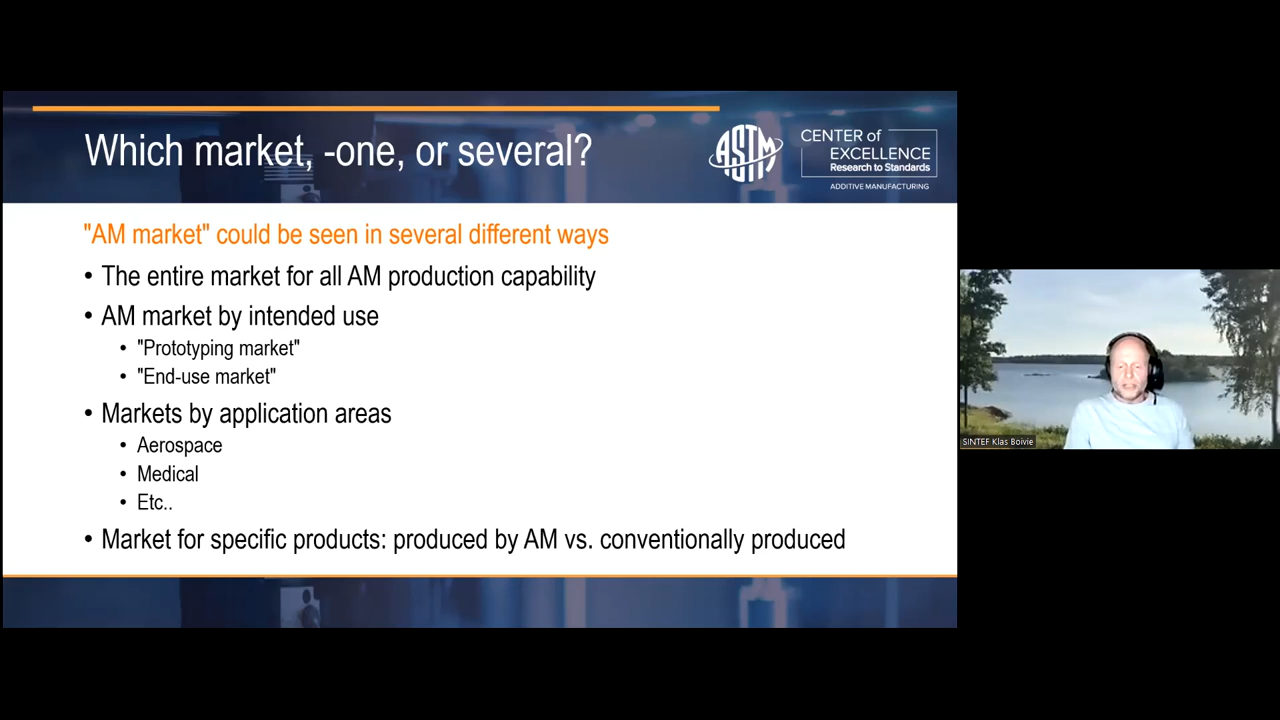 Which market, -one, or several?
ASTM
CENTER of
EXCELLENCE
Research to Standards
ADDITIVE MANUFACTURING
"AM market" could be seen in several different ways
• The entire market for all AM production capability
• AM market by intended use
• "Prototyping market"
• "End-use market"
• Markets by application areas
• Aerospace
• Medical
• Etc..
• Market for specific products: produced by AM vs. conventionally produced
SINTEF Klas Boivie